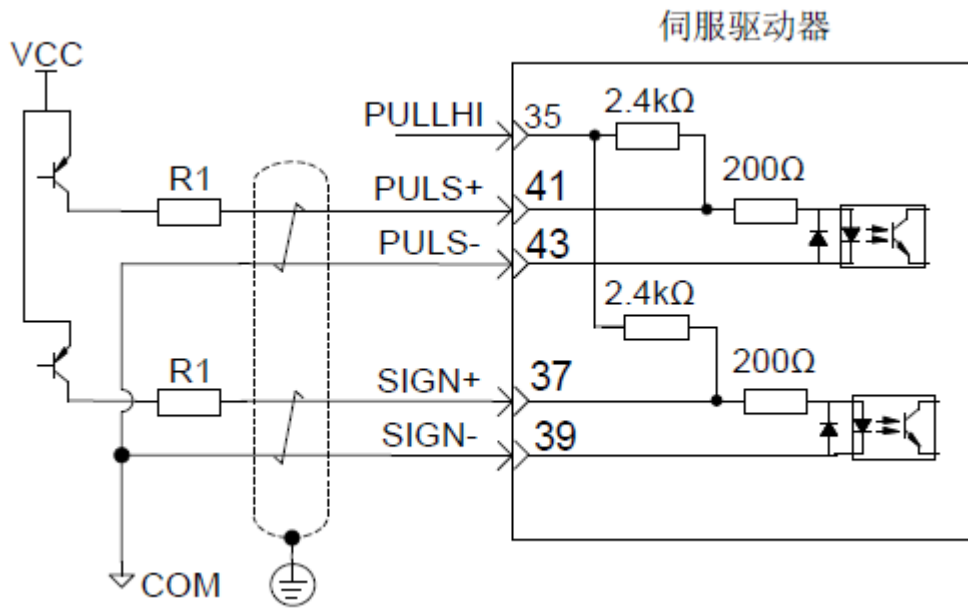 伺服驱动器
VCC
2.4kΩ
PULLHI 35
200Ω
R1 PULS+ 41
PULS- 43
2.4kΩ
200Ω
R1 SIGN+ 37
SIGN- 39
COM